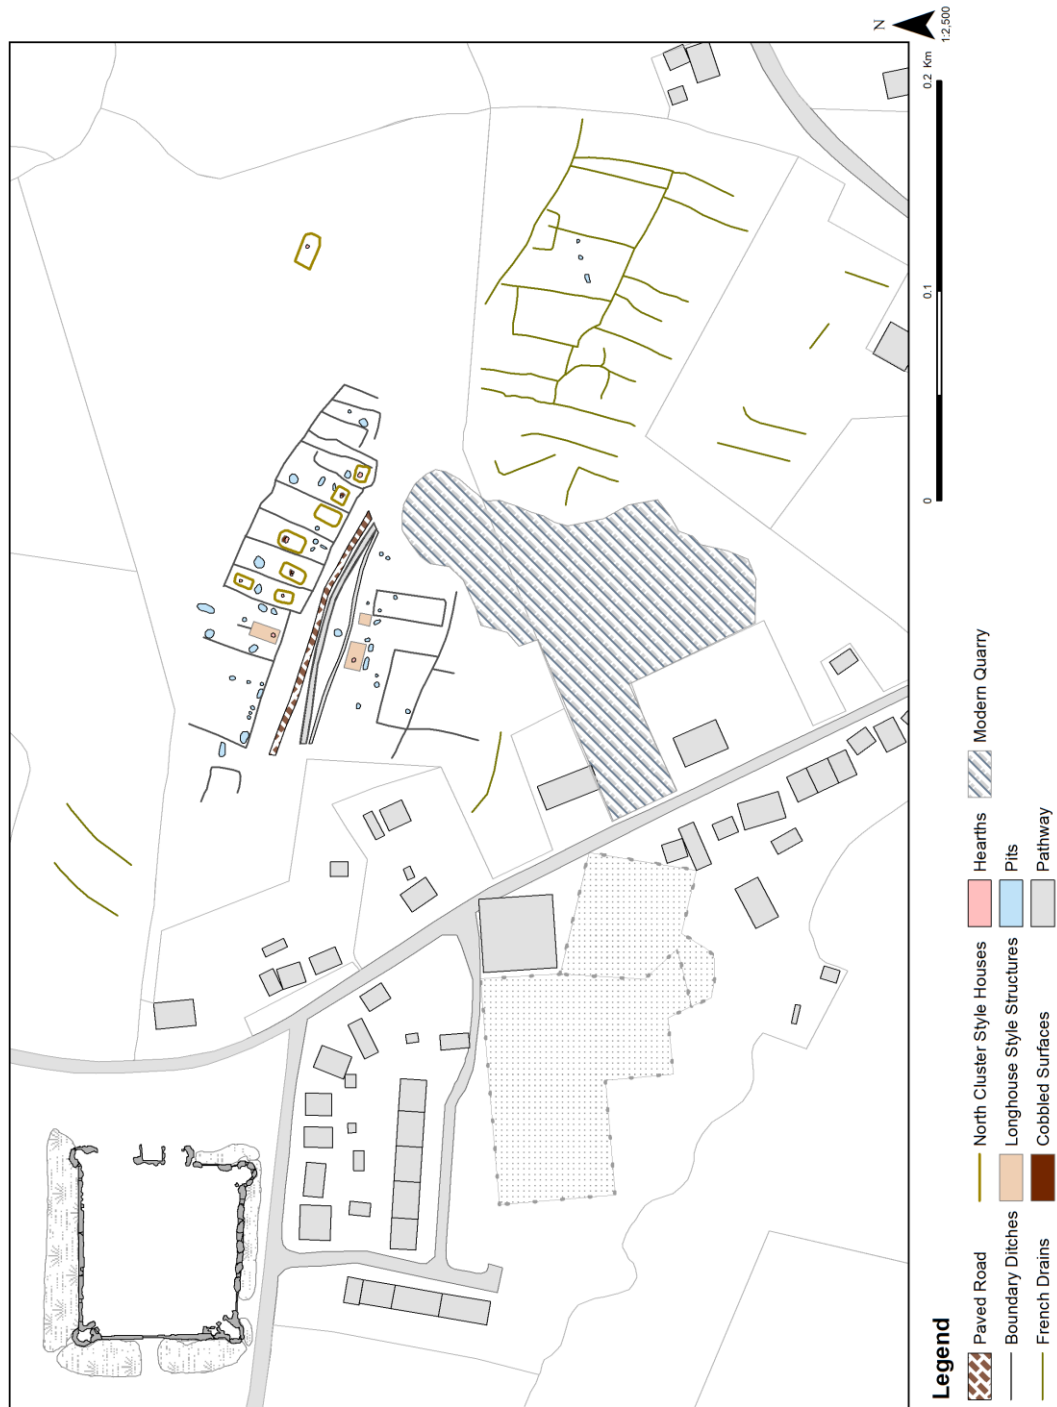 N
1:2,500
0
0.1
0.2 Km
Legend
Paved Road
Boundary Ditches
French Drains
North Cluster Style Houses
Longhouse Style Structures
Cobbled Surfaces
Hearths
Pits
Pathway
Modern Quarry